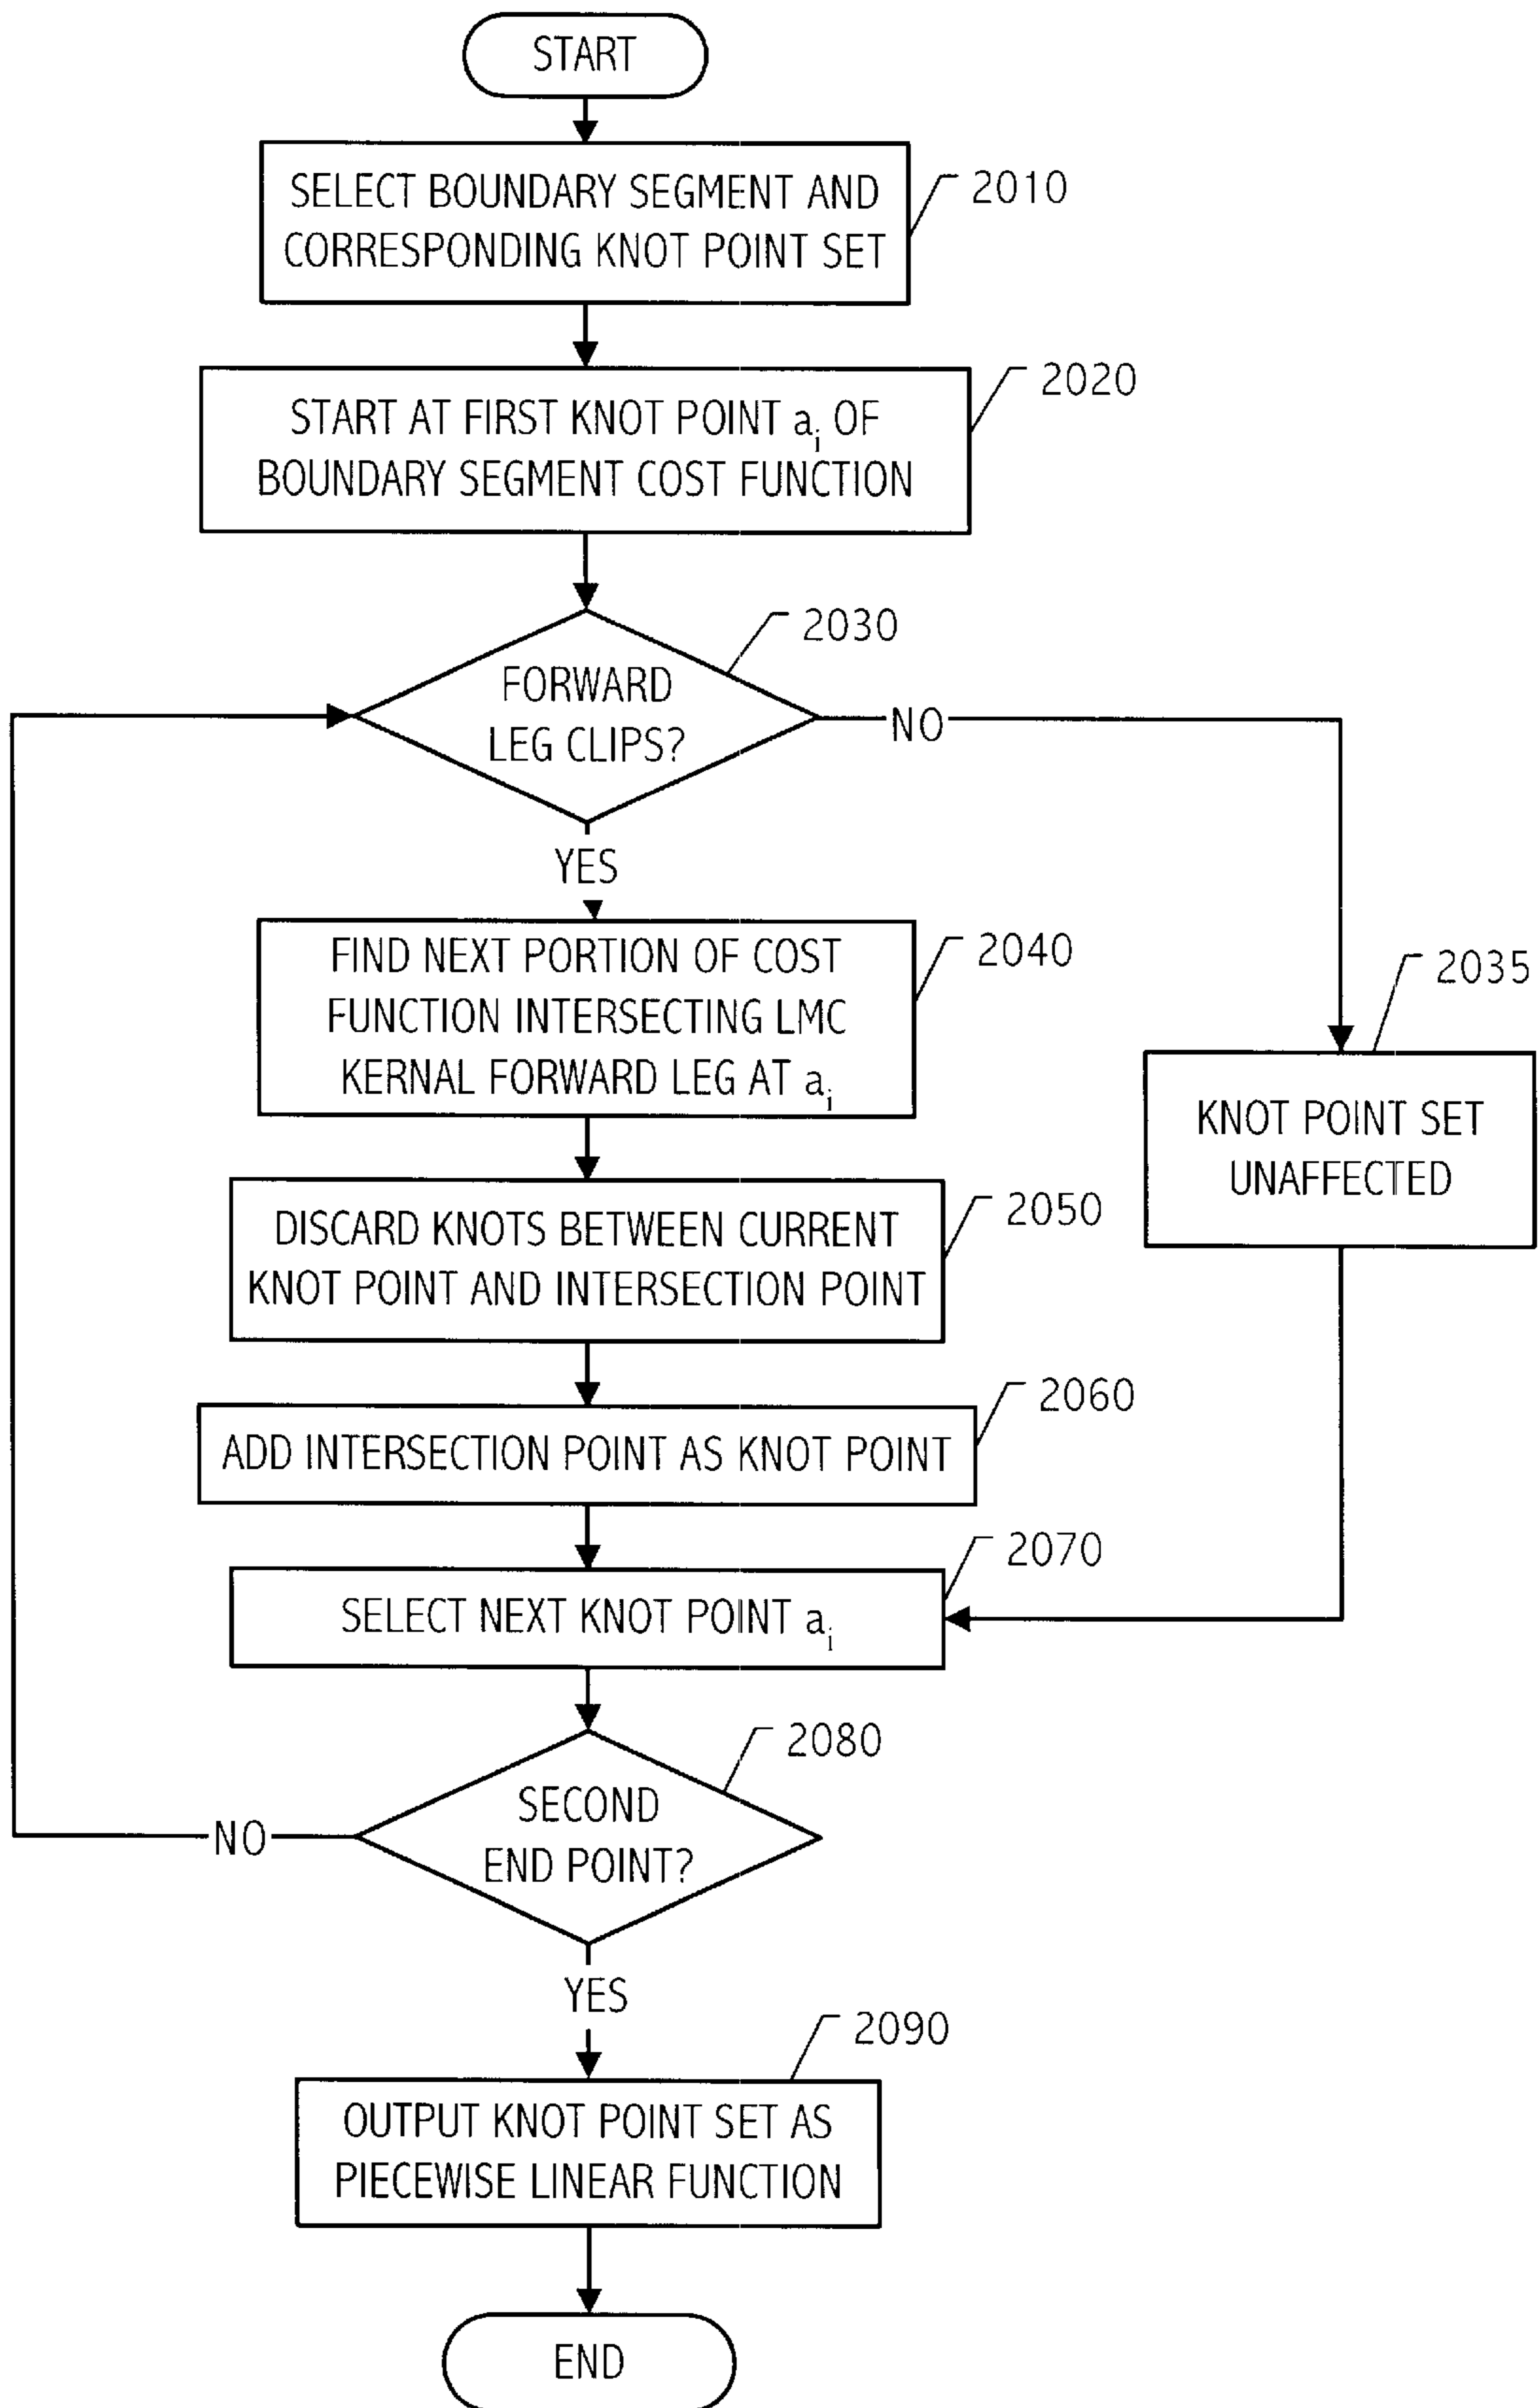 START
SELECT BOUNDARY SEGMENT AND
CORRESPONDING KNOT POINT SET
2010
START AT FIRST KNOT POINT ai OF
BOUNDARY SEGMENT COST FUNCTION
2020
FORWARD
LEG CLIPS?
2030
NO
YES
FIND NEXT PORTION OF COST
FUNCTION INTERSECTING LMC
KERNAL FORWARD LEG AT ai
2040
KNOT POINT SET
UNAFFECTED
2035
DISCARD KNOTS BETWEEN CURRENT
KNOT POINT AND INTERSECTION POINT
2050
ADD INTERSECTION POINT AS KNOT POINT
2060
SELECT NEXT KNOT POINT ai
2070
SECOND
END POINT?
2080
NO
YES
OUTPUT KNOT POINT SET AS
PIECEWISE LINEAR FUNCTION
2090
END